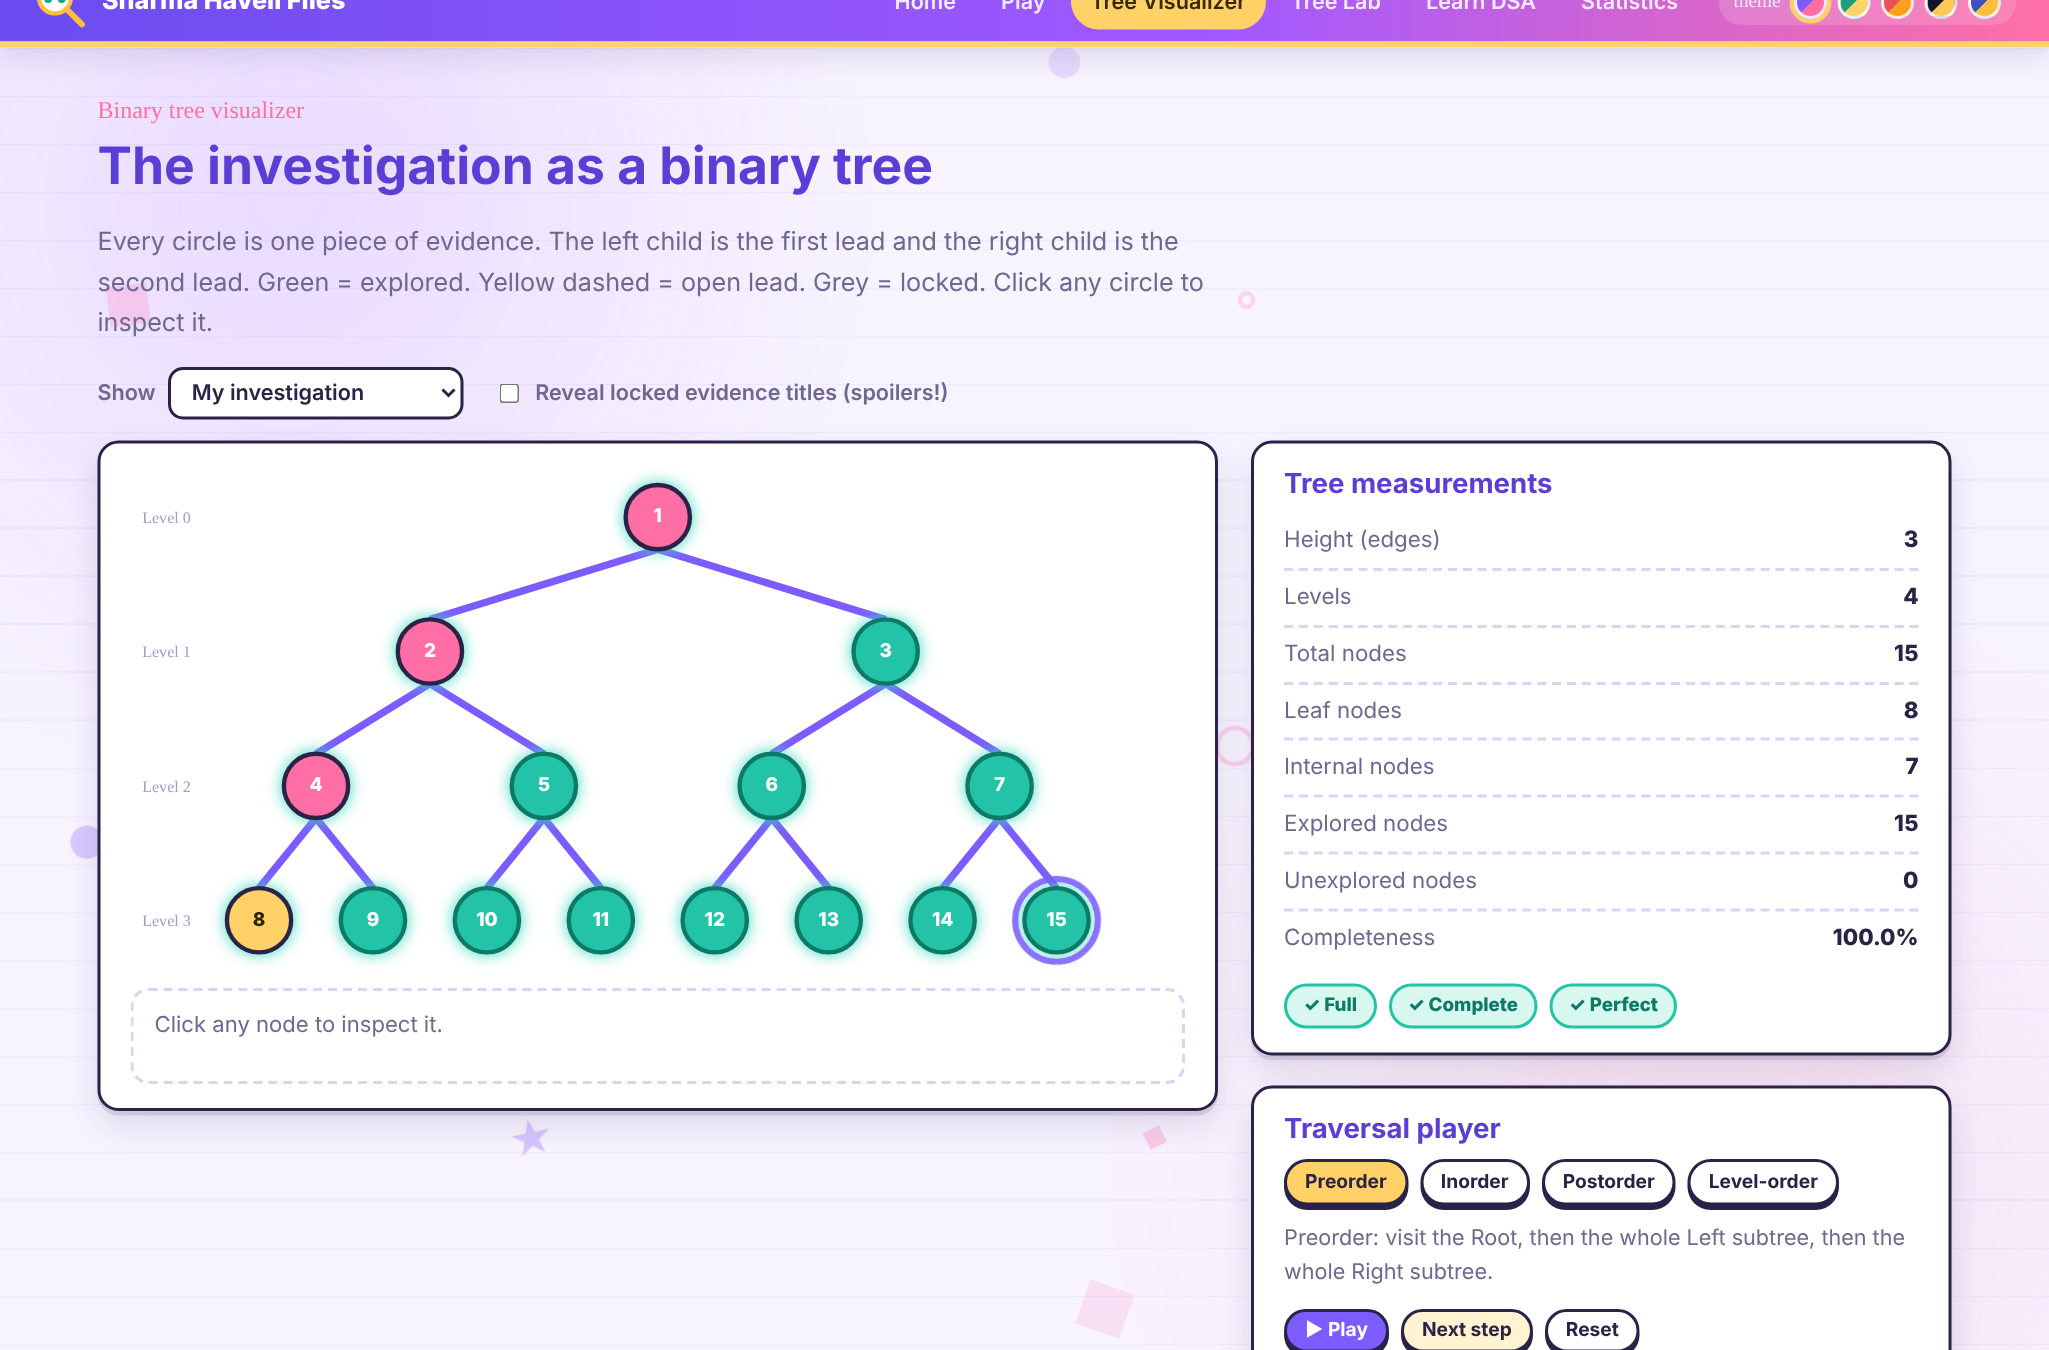 Sharma Haveli Files
Home Play Tree Visualizer Tree Lab Learn DSA Statistics theme
Binary tree visualizer
The investigation as a binary tree
Every circle is one piece of evidence. The left child is the first lead and the right child is the
second lead. Green = explored. Yellow dashed = open lead. Grey = locked. Click any circle to
inspect it.
Show My investigation Reveal locked evidence titles (spoilers!)
Level 0 1
Level 1 2 3
Level 2 4 5 6 7
Level 3 8 9 10 11 12 13 14 15
Click any node to inspect it.
Tree measurements
Height (edges) 3
Levels 4
Total nodes 15
Leaf nodes 8
Internal nodes 7
Explored nodes 15
Unexplored nodes 0
Completeness 100.0%
✓ Full ✓ Complete ✓ Perfect
Traversal player
Preorder Inorder Postorder Level-order
Preorder: visit the Root, then the whole Left subtree, then the
whole Right subtree.
▶ Play Next step Reset